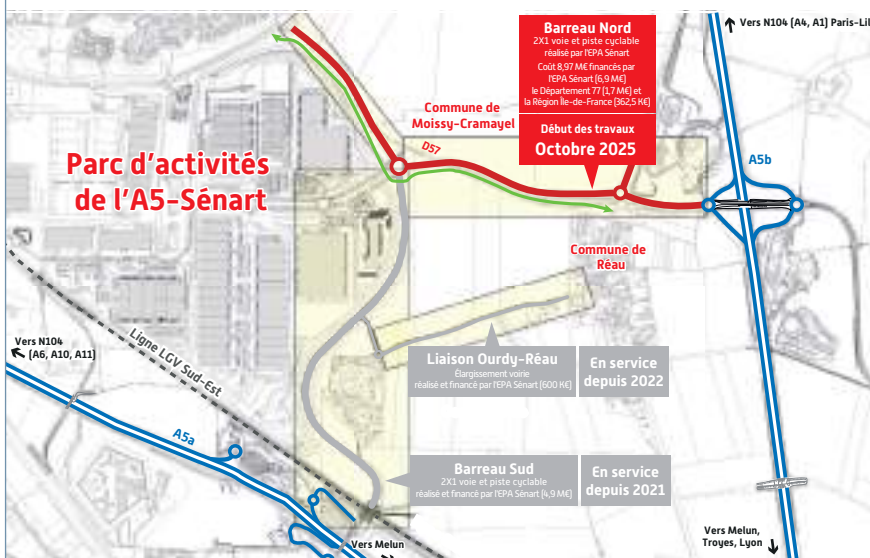 Barreau Nord
2X1 voie et piste cyclable
réalisé par l'EPA Sénart
Coût 8,97 M€ financés par
l'EPA Sénart (6,9 M€)
le Département 77 (1,7 M€) et
la Région Île-de-France (362,5 K€)
Début des travaux
Octobre 2025
Vers N104 (A4, A1) Paris-Lil
Commune de
Moissy-Cramayel
D57
A5b
Parc d'activités
de l'A5-Sénart
Commune de
Réau
Vers N104
(A6, A10, A11)
Ligne LGV Sud-Est
Liaison Ourdy-Réau
Élargissement voirie
réalisé et financé par l'EPA Sénart (600 K€)
En service
depuis 2022
A5a
Barreau Sud
2X1 voie et piste cyclable
réalisé et financé par l'EPA Sénart (4,9 M€)
En service
depuis 2021
Vers Melun
Vers Melun,
Troyes, Lyon